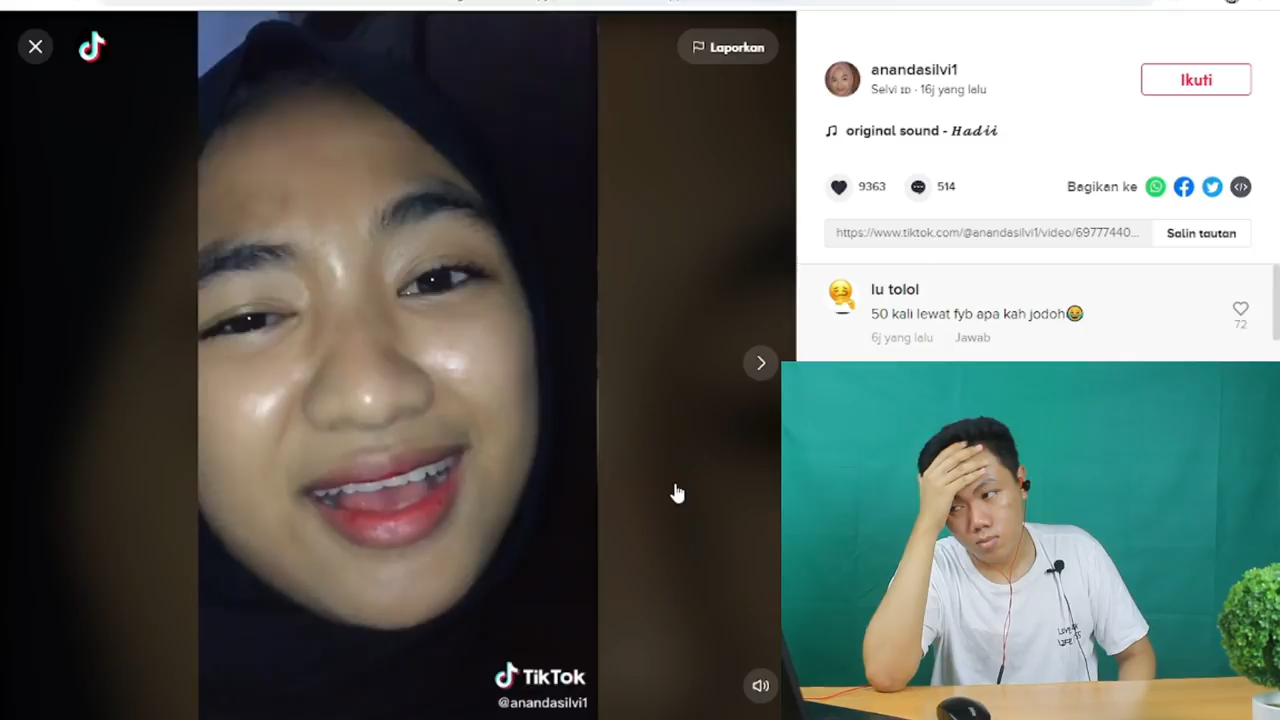 Laporkan
TikTok
@anandasilvi1
anandasilvi1
Selvi ɪᴅ · 16j yang lalu
Ikuti
original sound - 𝑯𝒂𝒅𝒊𝒊
9363
514
Bagikan ke
https://www.tiktok.com/@anandasilvi1/video/69777440...
Salin tautan
lu tolol
50 kali lewat fyb apa kah jodoh😂
72
6j yang lalu
Jawab